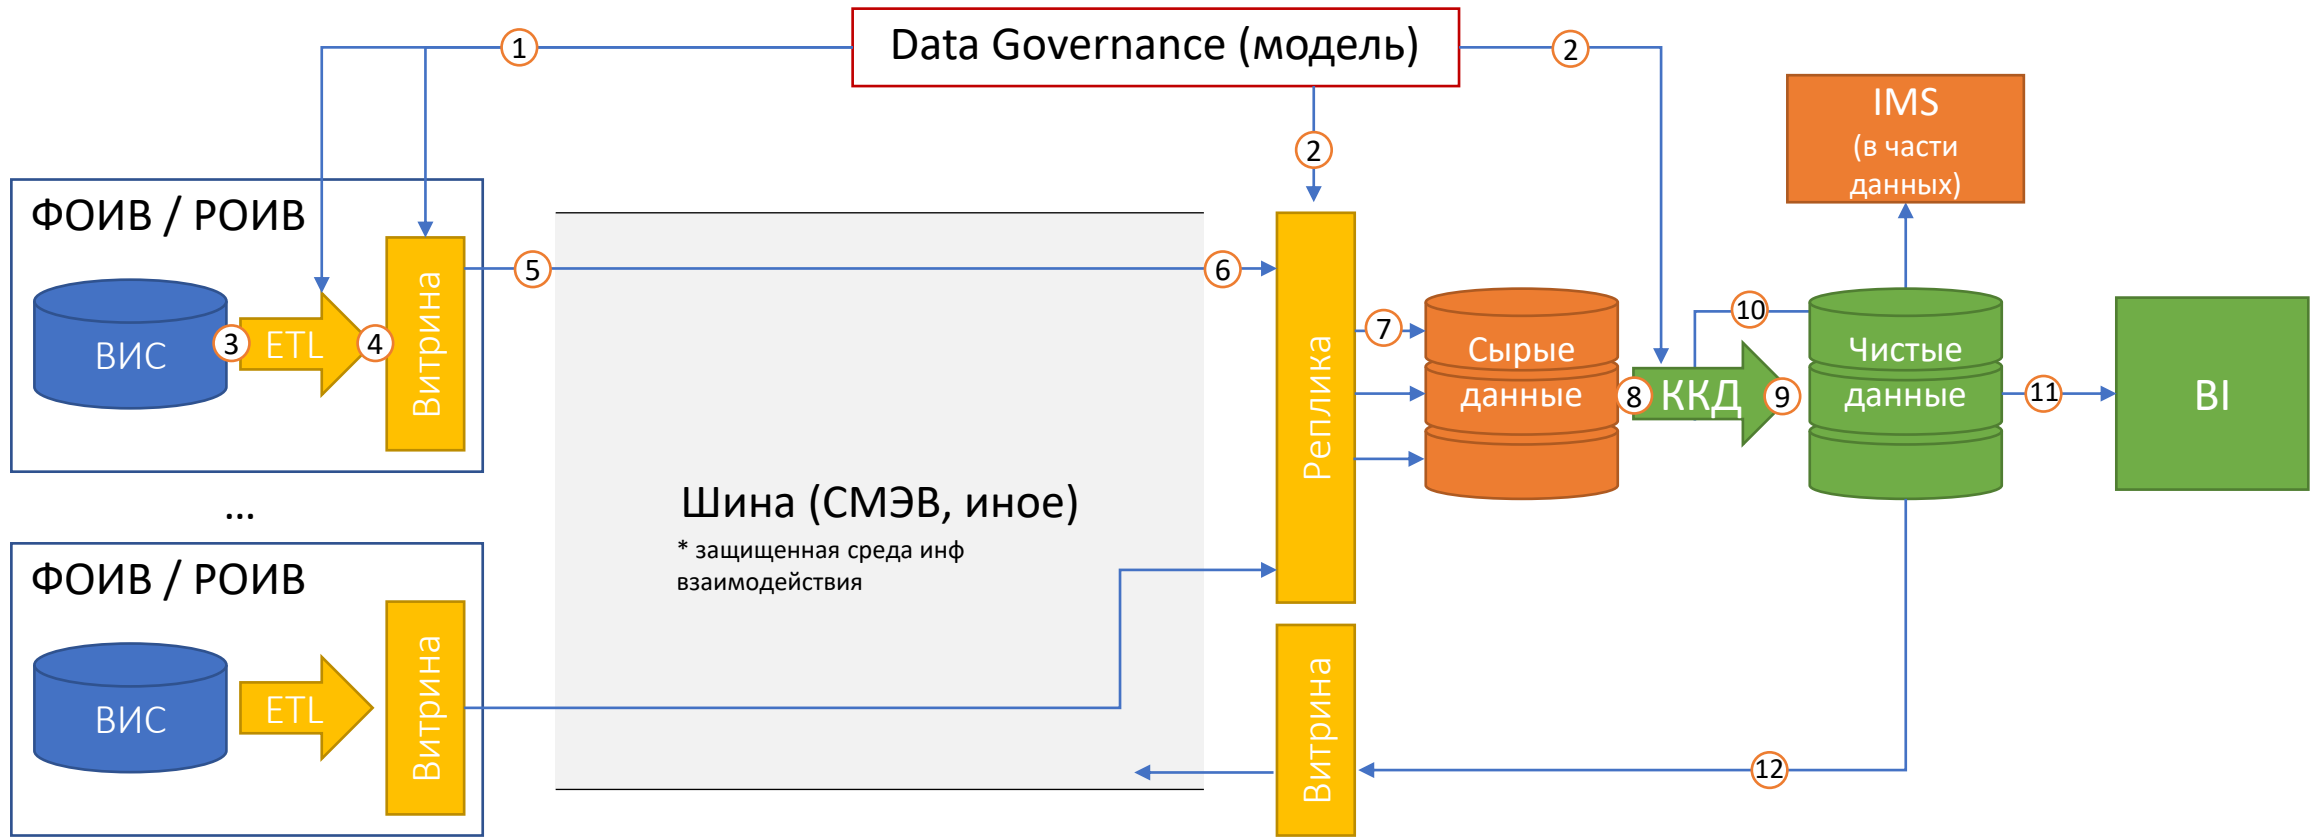 Data Governance (модель)
1
2
2
IMS
(в части
данных)
ФОИВ / РОИВ
ВИС
3
ETL
4
Витрина
5
6
Шина (СМЭВ, иное)
* защищенная среда инф
взаимодействия
Реплика
7
Сырые
данные
8
ККД
9
10
Чистые
данные
11
BI
...
ФОИВ / РОИВ
ВИС
ETL
Витрина
Витрина
12